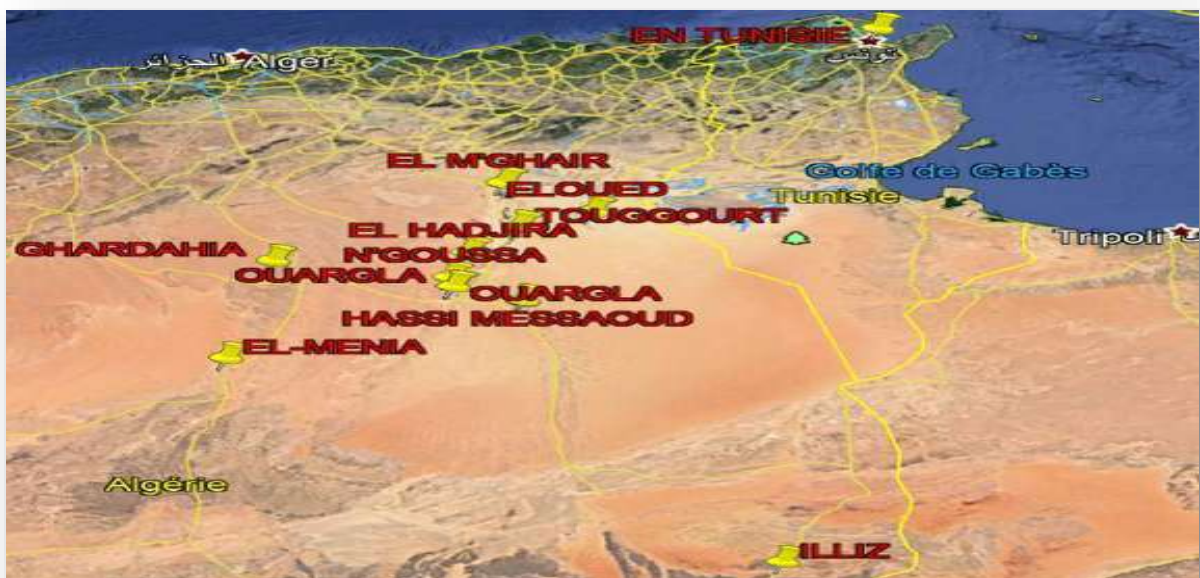 EN TUNISIE
تونس
الجزائر Alger
EL M'GHAIR
Golfe de Gabès
ELOUED
Tunisie
TOUGGOURT
EL HADJIRA
Tripoli
GHARDAHIA
N'GOUSSA
OUARGLA
OUARGLA
HASSI MESSAOUD
EL-MENIA
Algérie
ILLIZ